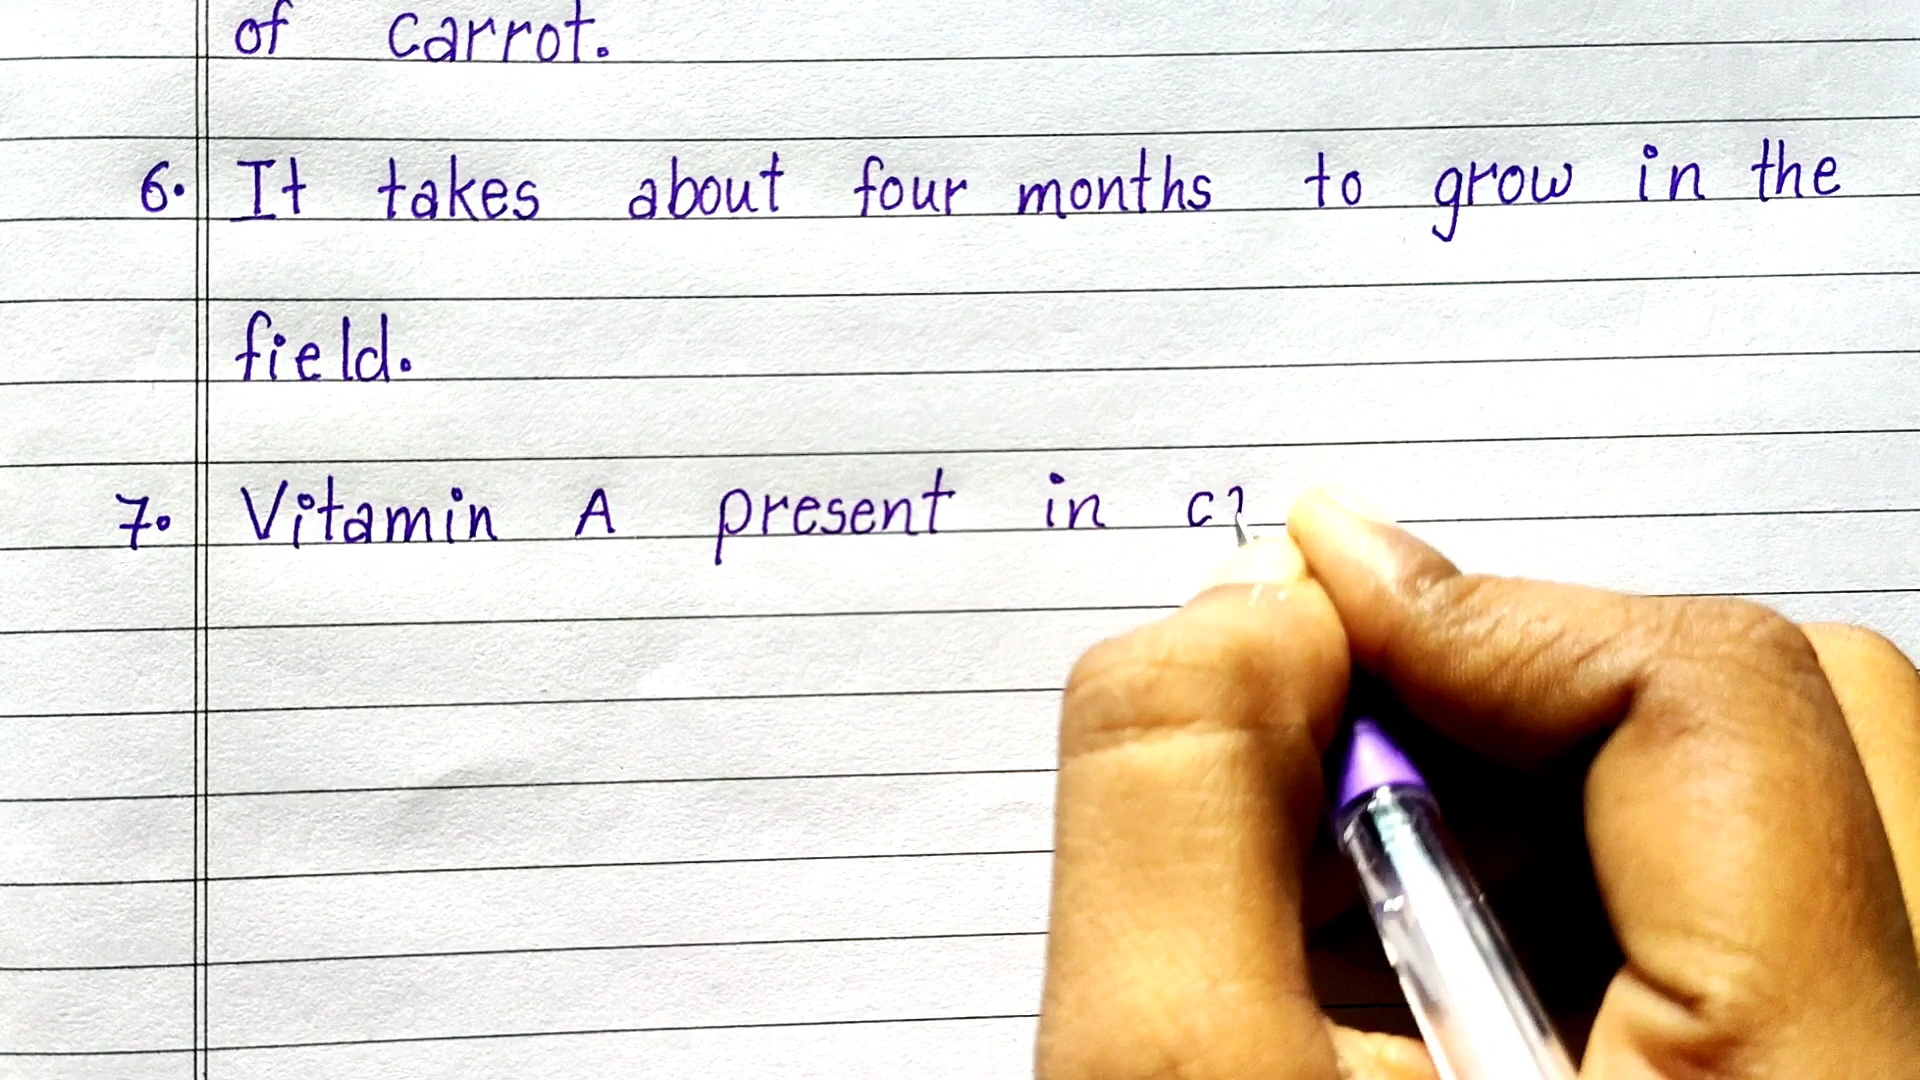 of carrot.
6. It takes about four months to grow in the
field.
7. Vitamin A present in